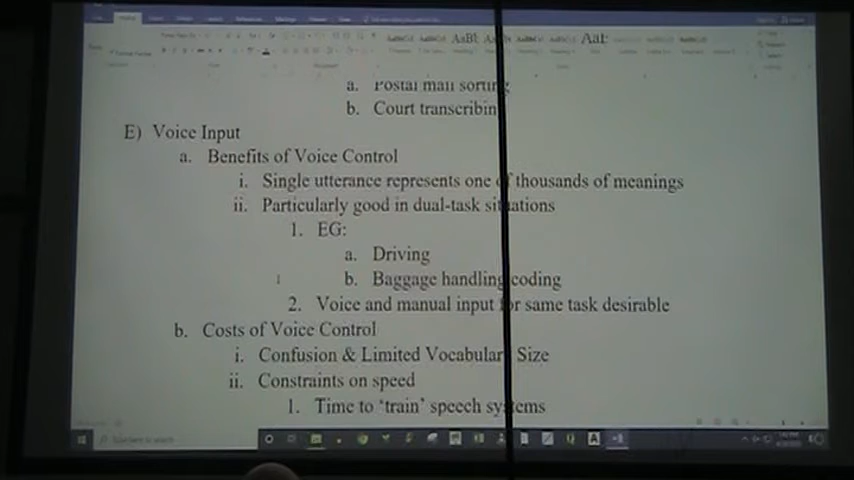 a. Postal mail sorting
b. Court transcribing
E) Voice Input
a. Benefits of Voice Control
i. Single utterance represents one of thousands of meanings
ii. Particularly good in dual-task situations
1. EG:
a. Driving
b. Baggage handling coding
2. Voice and manual input for same task desirable
b. Costs of Voice Control
i. Confusion & Limited Vocabulary Size
ii. Constraints on speed
1. Time to ‘train’ speech systems